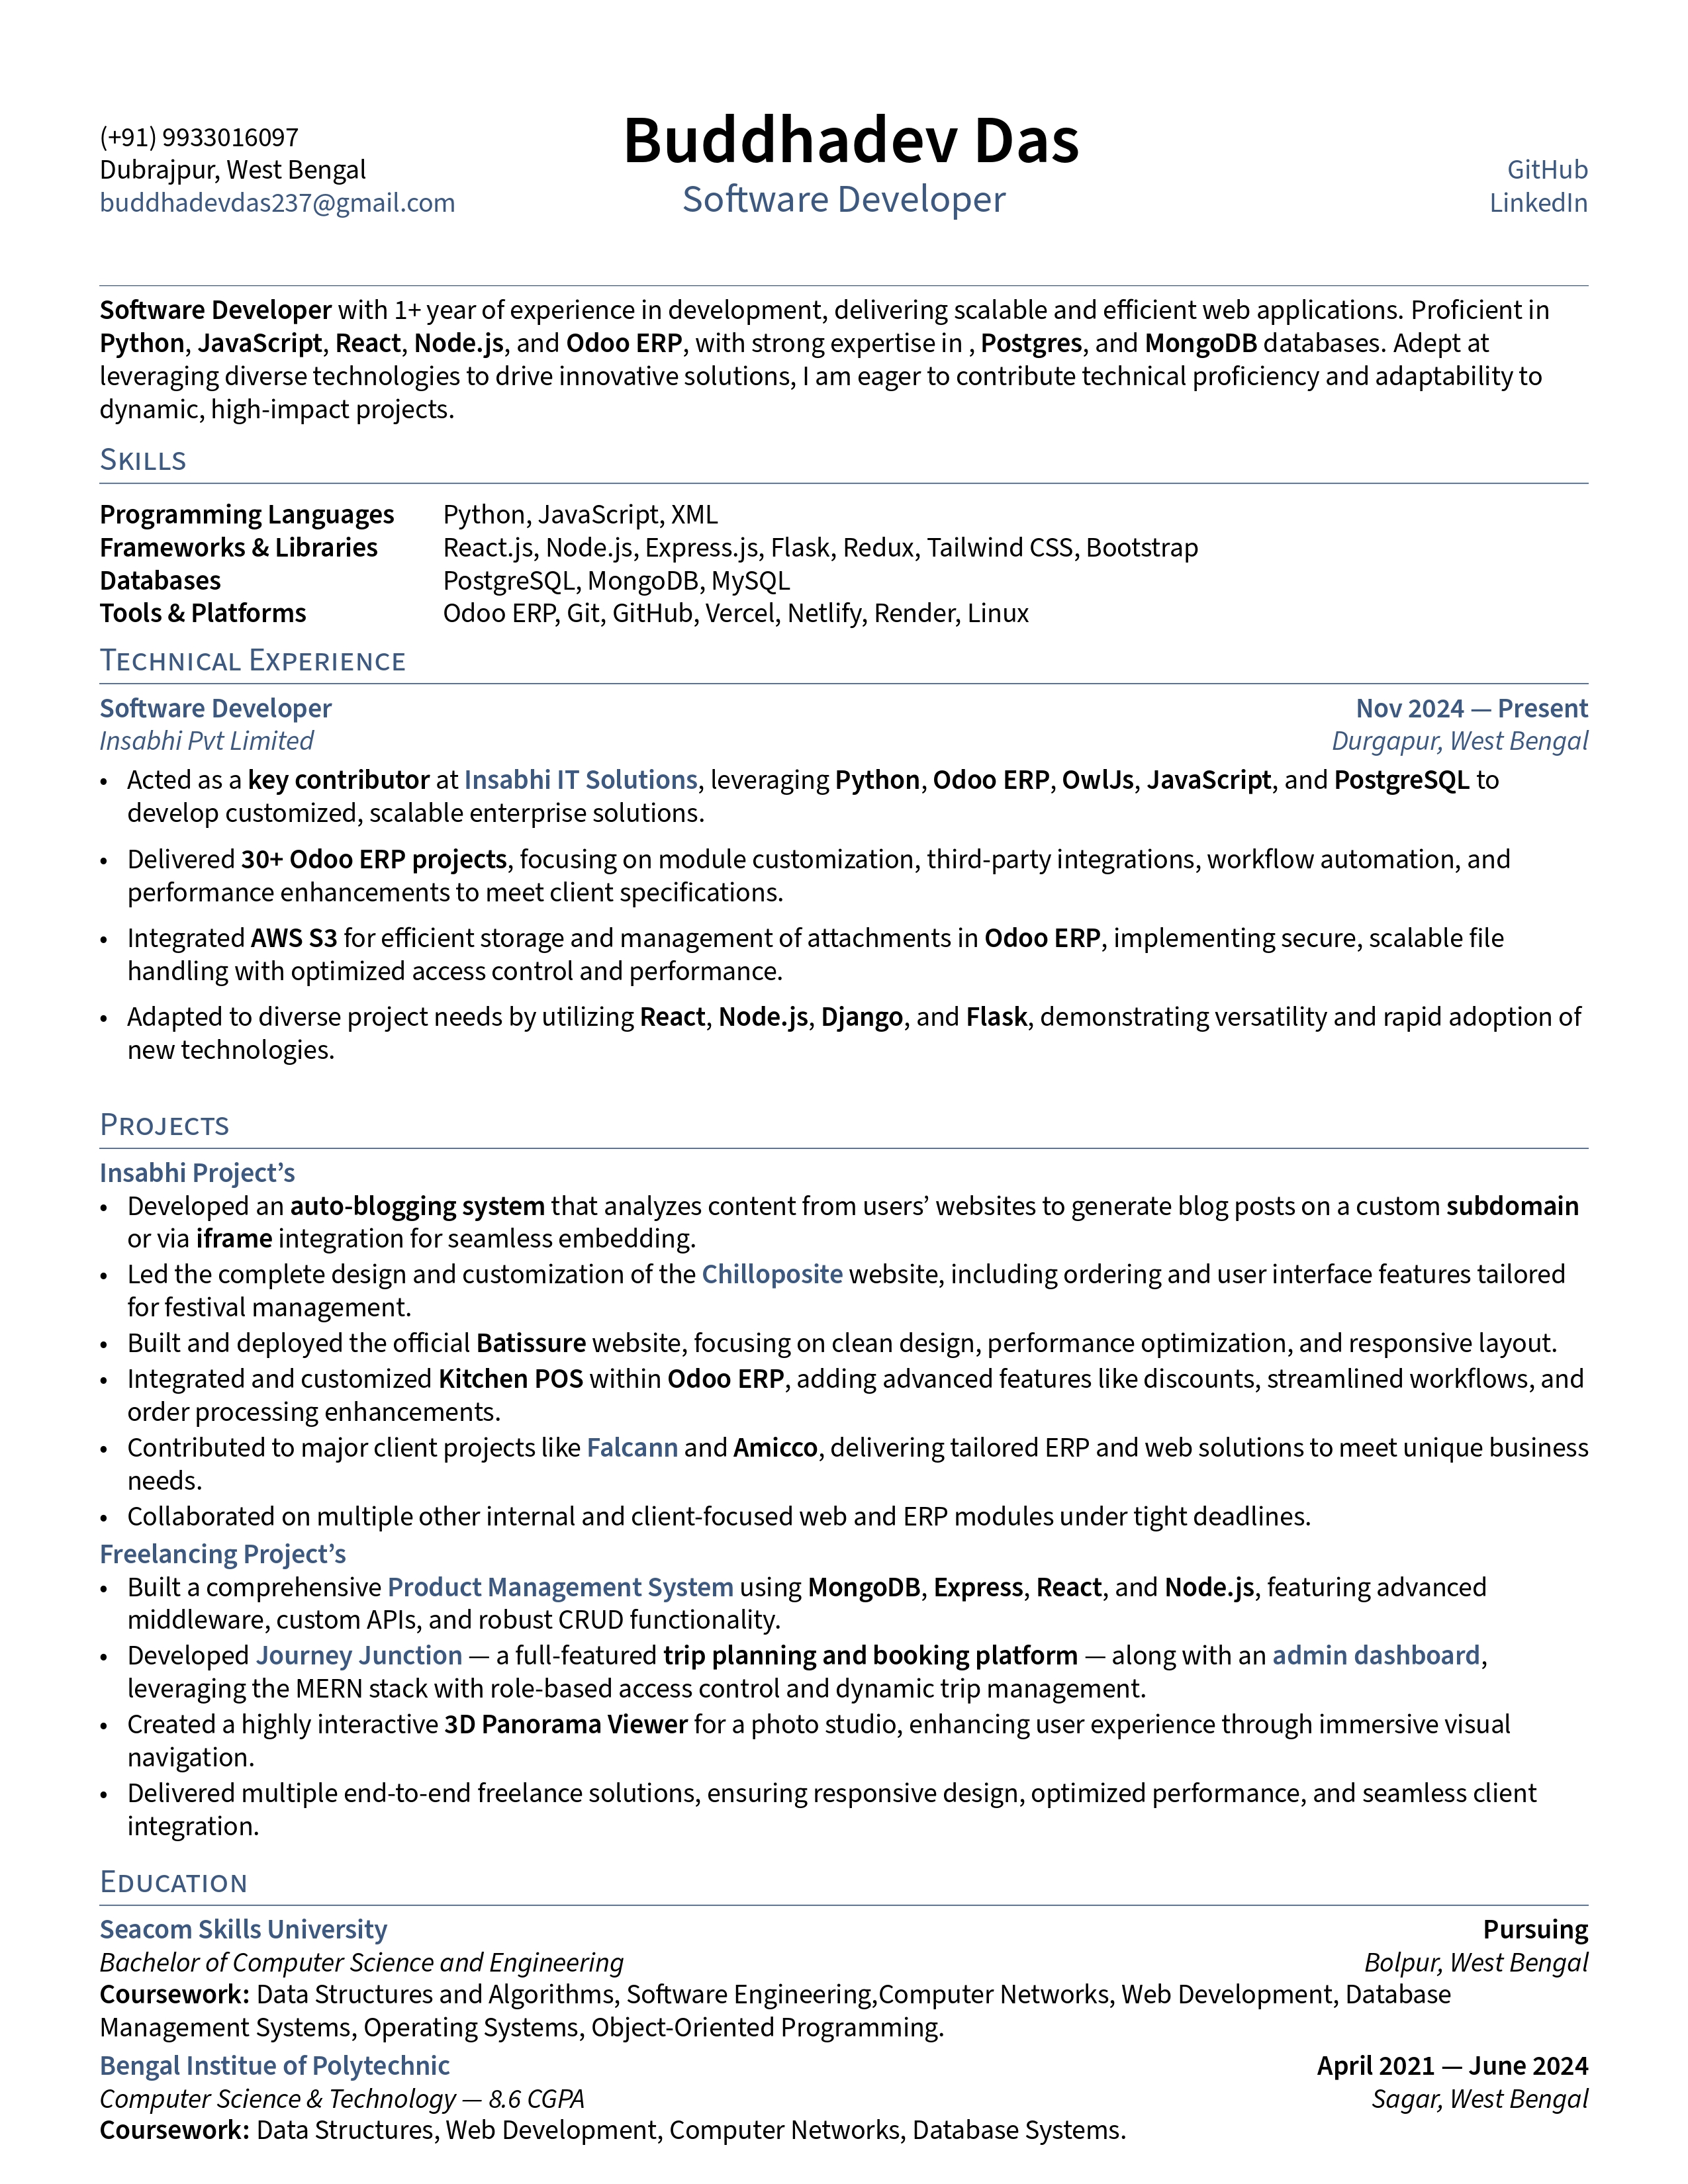 (+91) 9933016097
Dubrajpur, West Bengal
buddhadevdas237@gmail.com
Buddhadev Das
Software Developer
GitHub
LinkedIn
Software Developer with 1+ year of experience in development, delivering scalable and efficient web applications. Proficient in
Python, JavaScript, React, Node.js, and Odoo ERP, with strong expertise in , Postgres, and MongoDB databases. Adept at
leveraging diverse technologies to drive innovative solutions, I am eager to contribute technical proficiency and adaptability to
dynamic, high-impact projects.
Skills
Programming Languages Python, JavaScript, XML
Frameworks & Libraries React.js, Node.js, Express.js, Flask, Redux, Tailwind CSS, Bootstrap
Databases PostgreSQL, MongoDB, MySQL
Tools & Platforms Odoo ERP, Git, GitHub, Vercel, Netlify, Render, Linux
Technical Experience
Software Developer Nov 2024 — Present
Insabhi Pvt Limited Durgapur, West Bengal
• Acted as a key contributor at Insabhi IT Solutions, leveraging Python, Odoo ERP, OwlJs, JavaScript, and PostgreSQL to
develop customized, scalable enterprise solutions.
• Delivered 30+ Odoo ERP projects, focusing on module customization, third-party integrations, workflow automation, and
performance enhancements to meet client specifications.
• Integrated AWS S3 for efficient storage and management of attachments in Odoo ERP, implementing secure, scalable file
handling with optimized access control and performance.
• Adapted to diverse project needs by utilizing React, Node.js, Django, and Flask, demonstrating versatility and rapid adoption of
new technologies.
Projects
Insabhi Project’s
• Developed an auto-blogging system that analyzes content from users’ websites to generate blog posts on a custom subdomain
or via iframe integration for seamless embedding.
• Led the complete design and customization of the Chilloposite website, including ordering and user interface features tailored
for festival management.
• Built and deployed the official Batissure website, focusing on clean design, performance optimization, and responsive layout.
• Integrated and customized Kitchen POS within Odoo ERP, adding advanced features like discounts, streamlined workflows, and
order processing enhancements.
• Contributed to major client projects like Falcann and Amicco, delivering tailored ERP and web solutions to meet unique business
needs.
• Collaborated on multiple other internal and client-focused web and ERP modules under tight deadlines.
Freelancing Project’s
• Built a comprehensive Product Management System using MongoDB, Express, React, and Node.js, featuring advanced
middleware, custom APIs, and robust CRUD functionality.
• Developed Journey Junction — a full-featured trip planning and booking platform — along with an admin dashboard,
leveraging the MERN stack with role-based access control and dynamic trip management.
• Created a highly interactive 3D Panorama Viewer for a photo studio, enhancing user experience through immersive visual
navigation.
• Delivered multiple end-to-end freelance solutions, ensuring responsive design, optimized performance, and seamless client
integration.
Education
Seacom Skills University Pursuing
Bachelor of Computer Science and Engineering Bolpur, West Bengal
Coursework: Data Structures and Algorithms, Software Engineering,Computer Networks, Web Development, Database
Management Systems, Operating Systems, Object-Oriented Programming.
Bengal Institue of Polytechnic April 2021 — June 2024
Computer Science & Technology — 8.6 CGPA Sagar, West Bengal
Coursework: Data Structures, Web Development, Computer Networks, Database Systems.